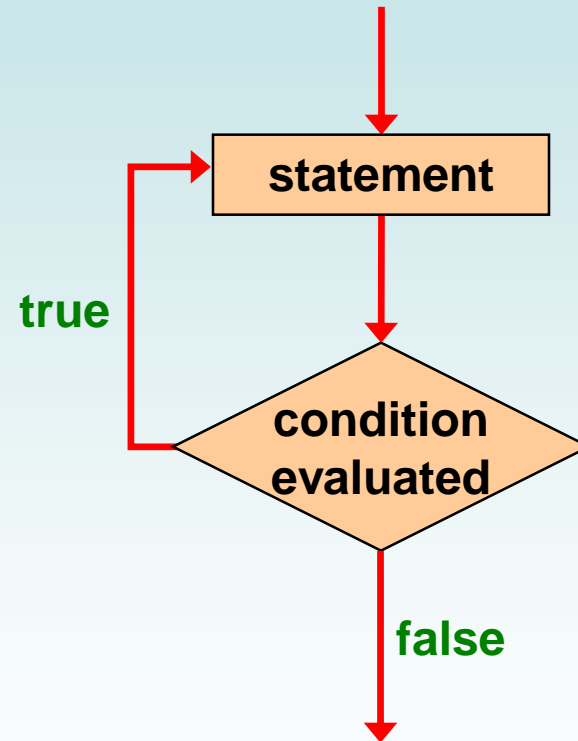 statement
true
condition
evaluated
false